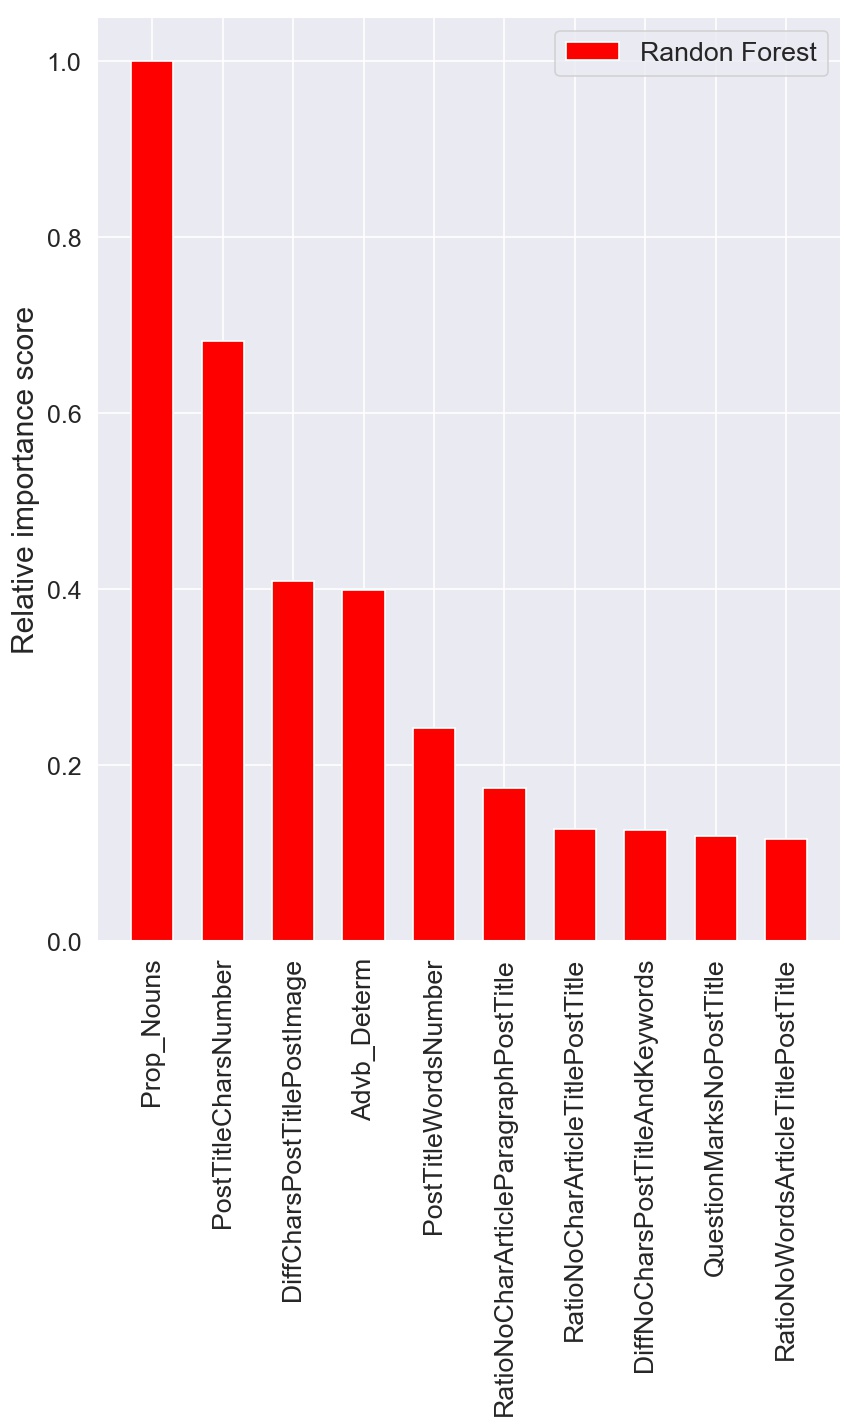 Randon Forest
Relative importance score
1.0
0.8
0.6
0.4
0.2
0.0
Prop_Nouns
PostTitleCharsNumber
DiffCharsPostTitlePostImage
Advb_Determ
PostTitleWordsNumber
RatioNoCharArticleParagraphPostTitle
RatioNoCharArticleTitlePostTitle
DiffNoCharsPostTitleAndKeywords
QuestionMarksNoPostTitle
RatioNoWordsArticleTitlePostTitle